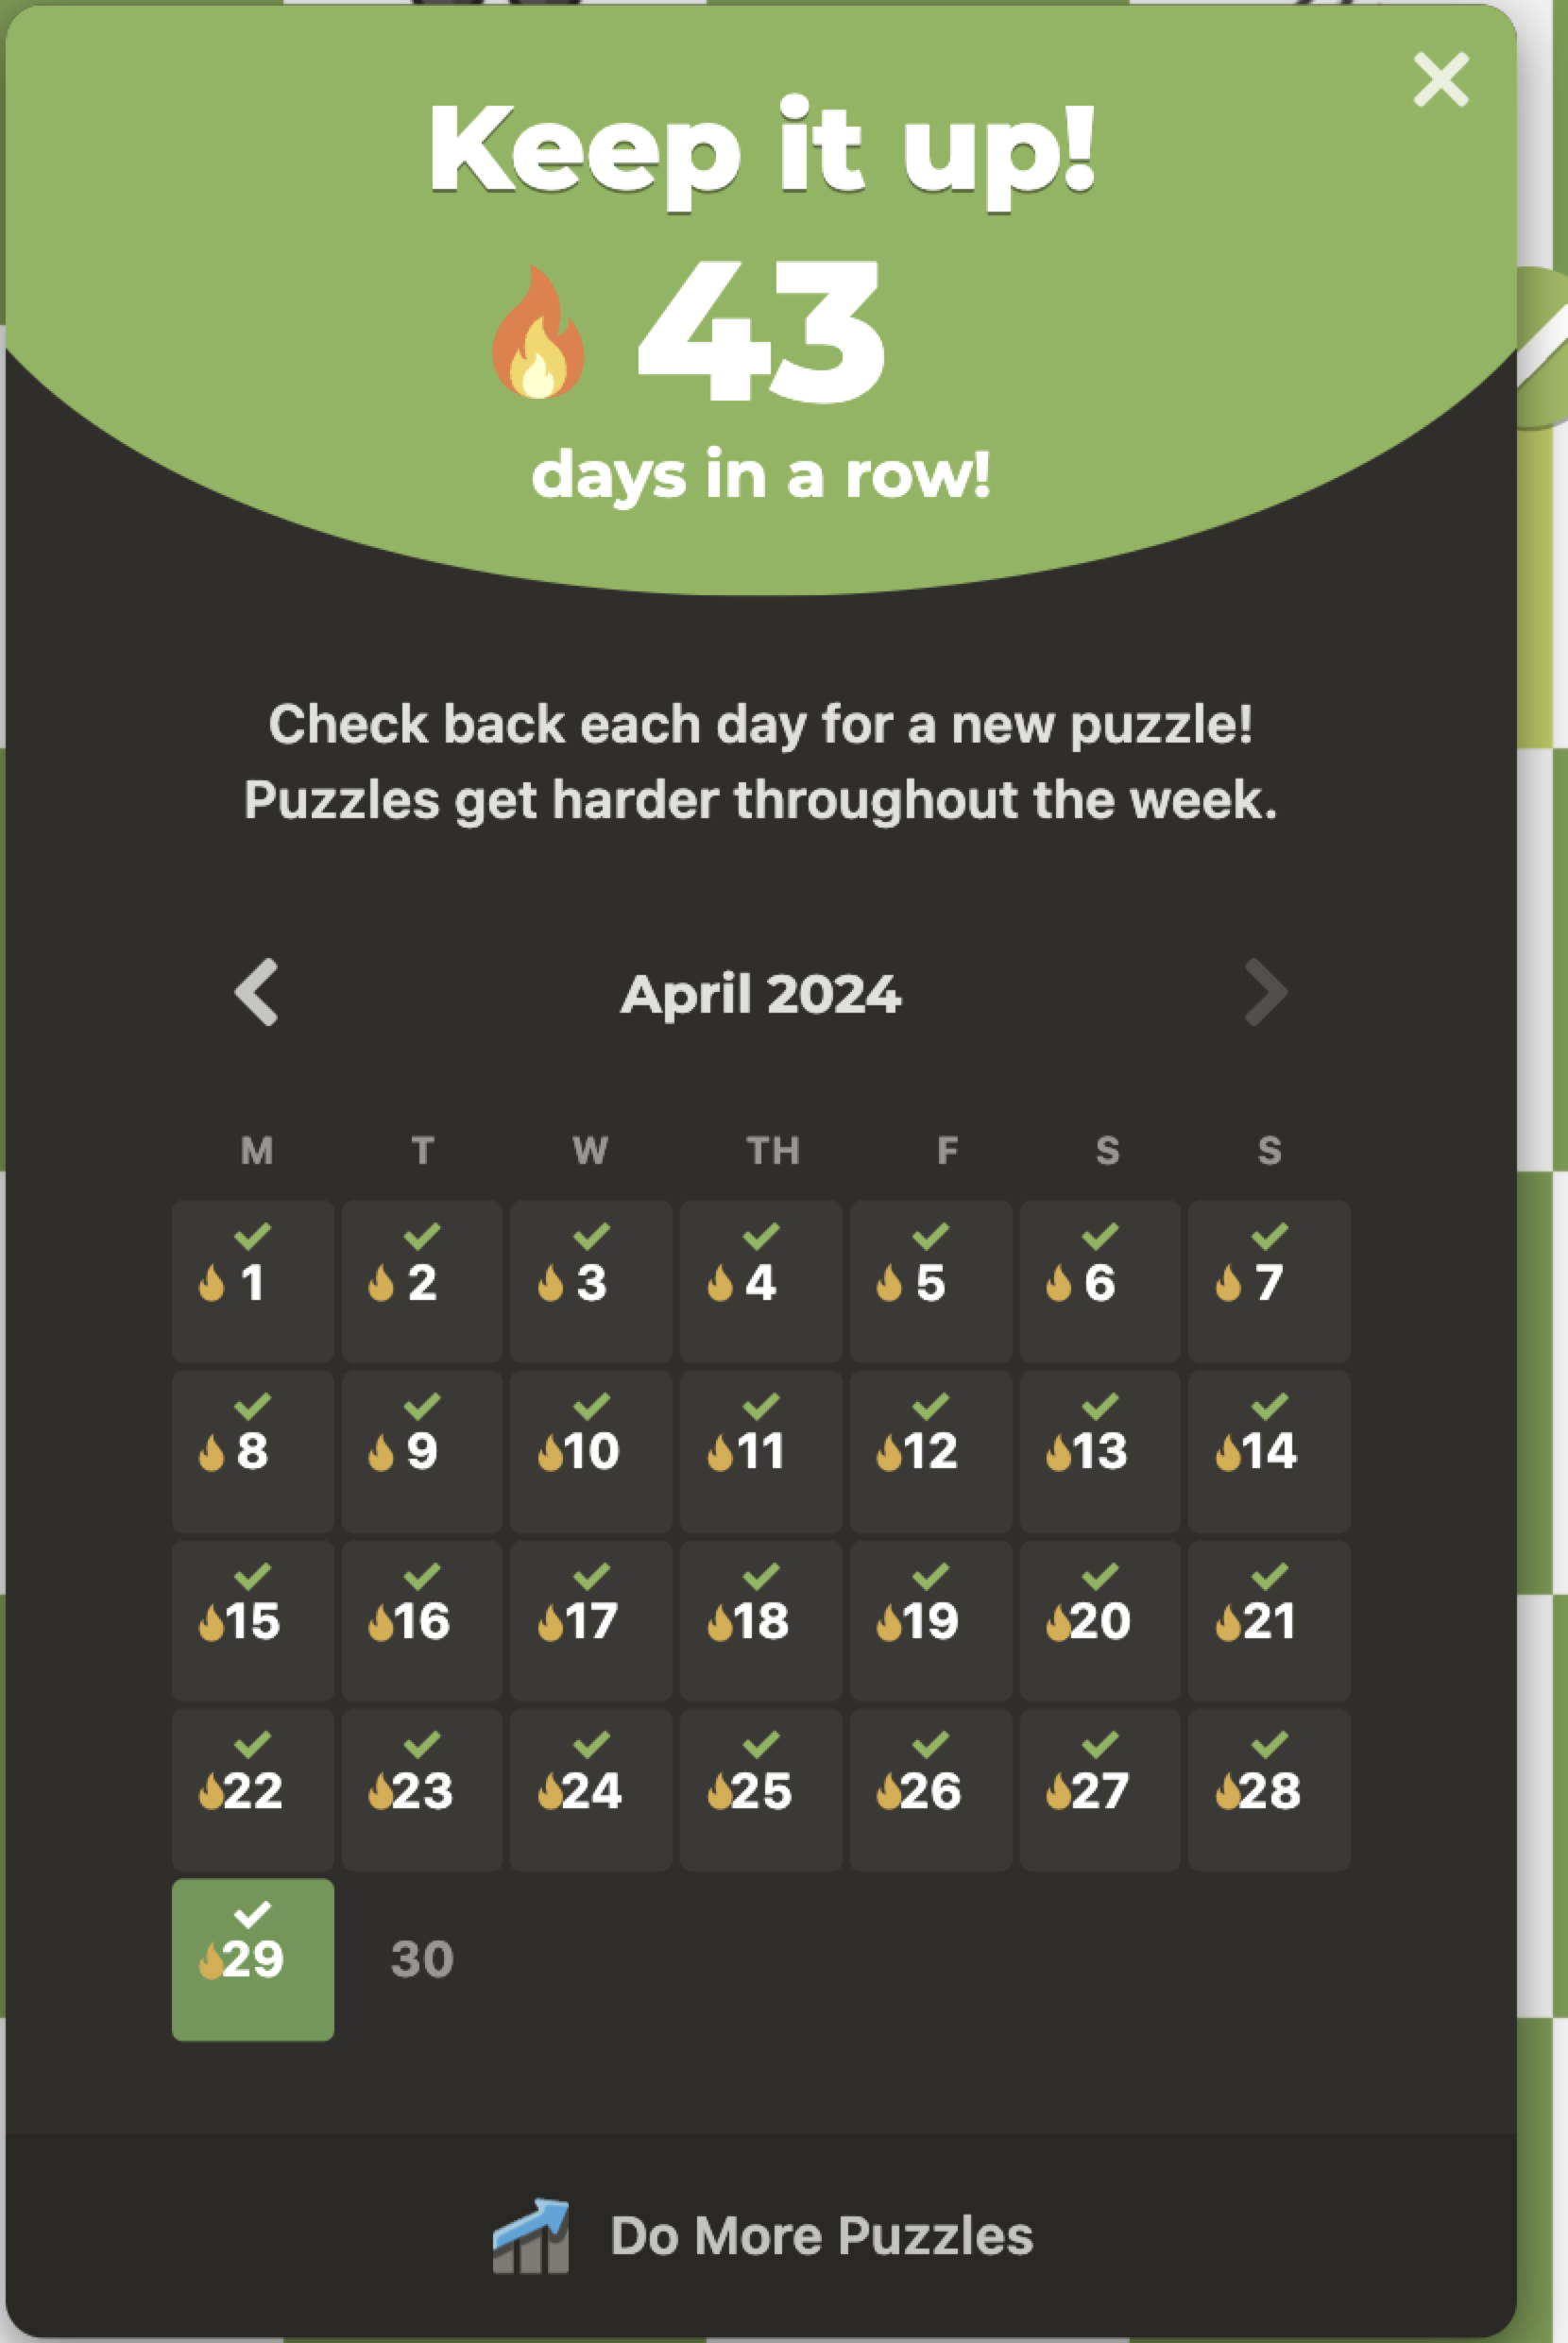 Keep it up!
43
days in a row!
Check back each day for a new puzzle!
Puzzles get harder throughout the week.
April 2024
M T W TH F S S
1 2 3 4 5 6 7
8 9 10 11 12 13 14
15 16 17 18 19 20 21
22 23 24 25 26 27 28
29 30
Do More Puzzles